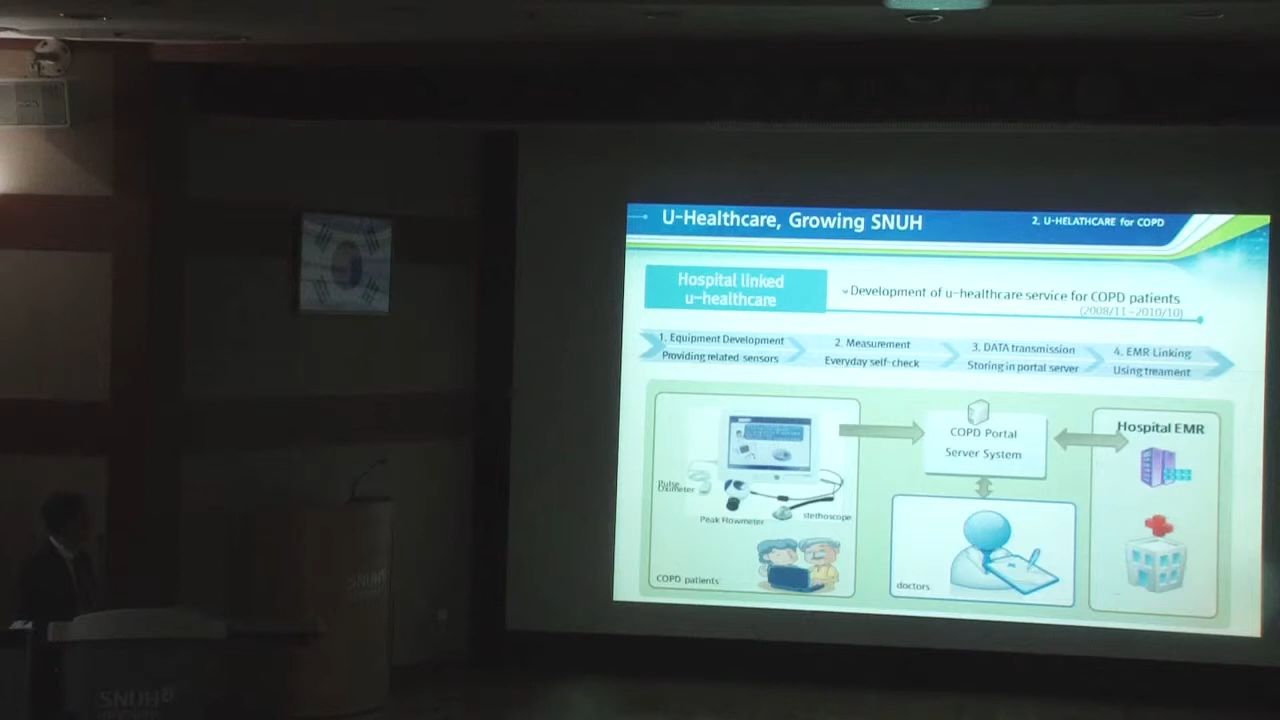 U-Healthcare, Growing SNUH
2. U-HELATHCARE for COPD
Hospital linked
u-healthcare
Development of u-healthcare service for COPD patients
(2008/11~2010/10)
1. Equipment Development
Providing related sensors
2. Measurement
Everyday self-check
3. DATA transmission
Storing in portal server
4. EMR Linking
Using treament
Pulse
Oximeter
Peak Flowmeter
stethoscope
COPD patients
COPD Portal
Server System
doctors
Hospital EMR
SNUH
SNUH